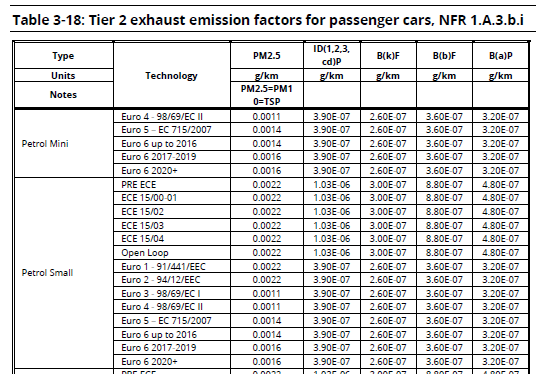 Table 3-18: Tier 2 exhaust emission factors for passenger cars, NFR 1.A.3.b.i
Type Technology PM2.5 ID(1,2,3,cd)P B(k)F B(b)F B(a)P
Units g/km g/km g/km g/km g/km
Notes PM2.5=PM10=TSP
Petrol Mini Euro 4 - 98/69/EC II 0.0011 3.90E-07 2.60E-07 3.60E-07 3.20E-07
Euro 5 – EC 715/2007 0.0014 3.90E-07 2.60E-07 3.60E-07 3.20E-07
Euro 6 up to 2016 0.0014 3.90E-07 2.60E-07 3.60E-07 3.20E-07
Euro 6 2017-2019 0.0016 3.90E-07 2.60E-07 3.60E-07 3.20E-07
Euro 6 2020+ 0.0016 3.90E-07 2.60E-07 3.60E-07 3.20E-07
Petrol Small PRE ECE 0.0022 1.03E-06 3.00E-07 8.80E-07 4.80E-07
ECE 15/00-01 0.0022 1.03E-06 3.00E-07 8.80E-07 4.80E-07
ECE 15/02 0.0022 1.03E-06 3.00E-07 8.80E-07 4.80E-07
ECE 15/03 0.0022 1.03E-06 3.00E-07 8.80E-07 4.80E-07
ECE 15/04 0.0022 1.03E-06 3.00E-07 8.80E-07 4.80E-07
Open Loop 0.0022 1.03E-06 3.00E-07 8.80E-07 4.80E-07
Euro 1 - 91/441/EEC 0.0022 3.90E-07 2.60E-07 3.60E-07 3.20E-07
Euro 2 - 94/12/EEC 0.0022 3.90E-07 2.60E-07 3.60E-07 3.20E-07
Euro 3 - 98/69/EC I 0.0011 3.90E-07 2.60E-07 3.60E-07 3.20E-07
Euro 4 - 98/69/EC II 0.0011 3.90E-07 2.60E-07 3.60E-07 3.20E-07
Euro 5 – EC 715/2007 0.0014 3.90E-07 2.60E-07 3.60E-07 3.20E-07
Euro 6 up to 2016 0.0014 3.90E-07 2.60E-07 3.60E-07 3.20E-07
Euro 6 2017-2019 0.0016 3.90E-07 2.60E-07 3.60E-07 3.20E-07
Euro 6 2020+ 0.0016 3.90E-07 2.60E-07 3.60E-07 3.20E-07